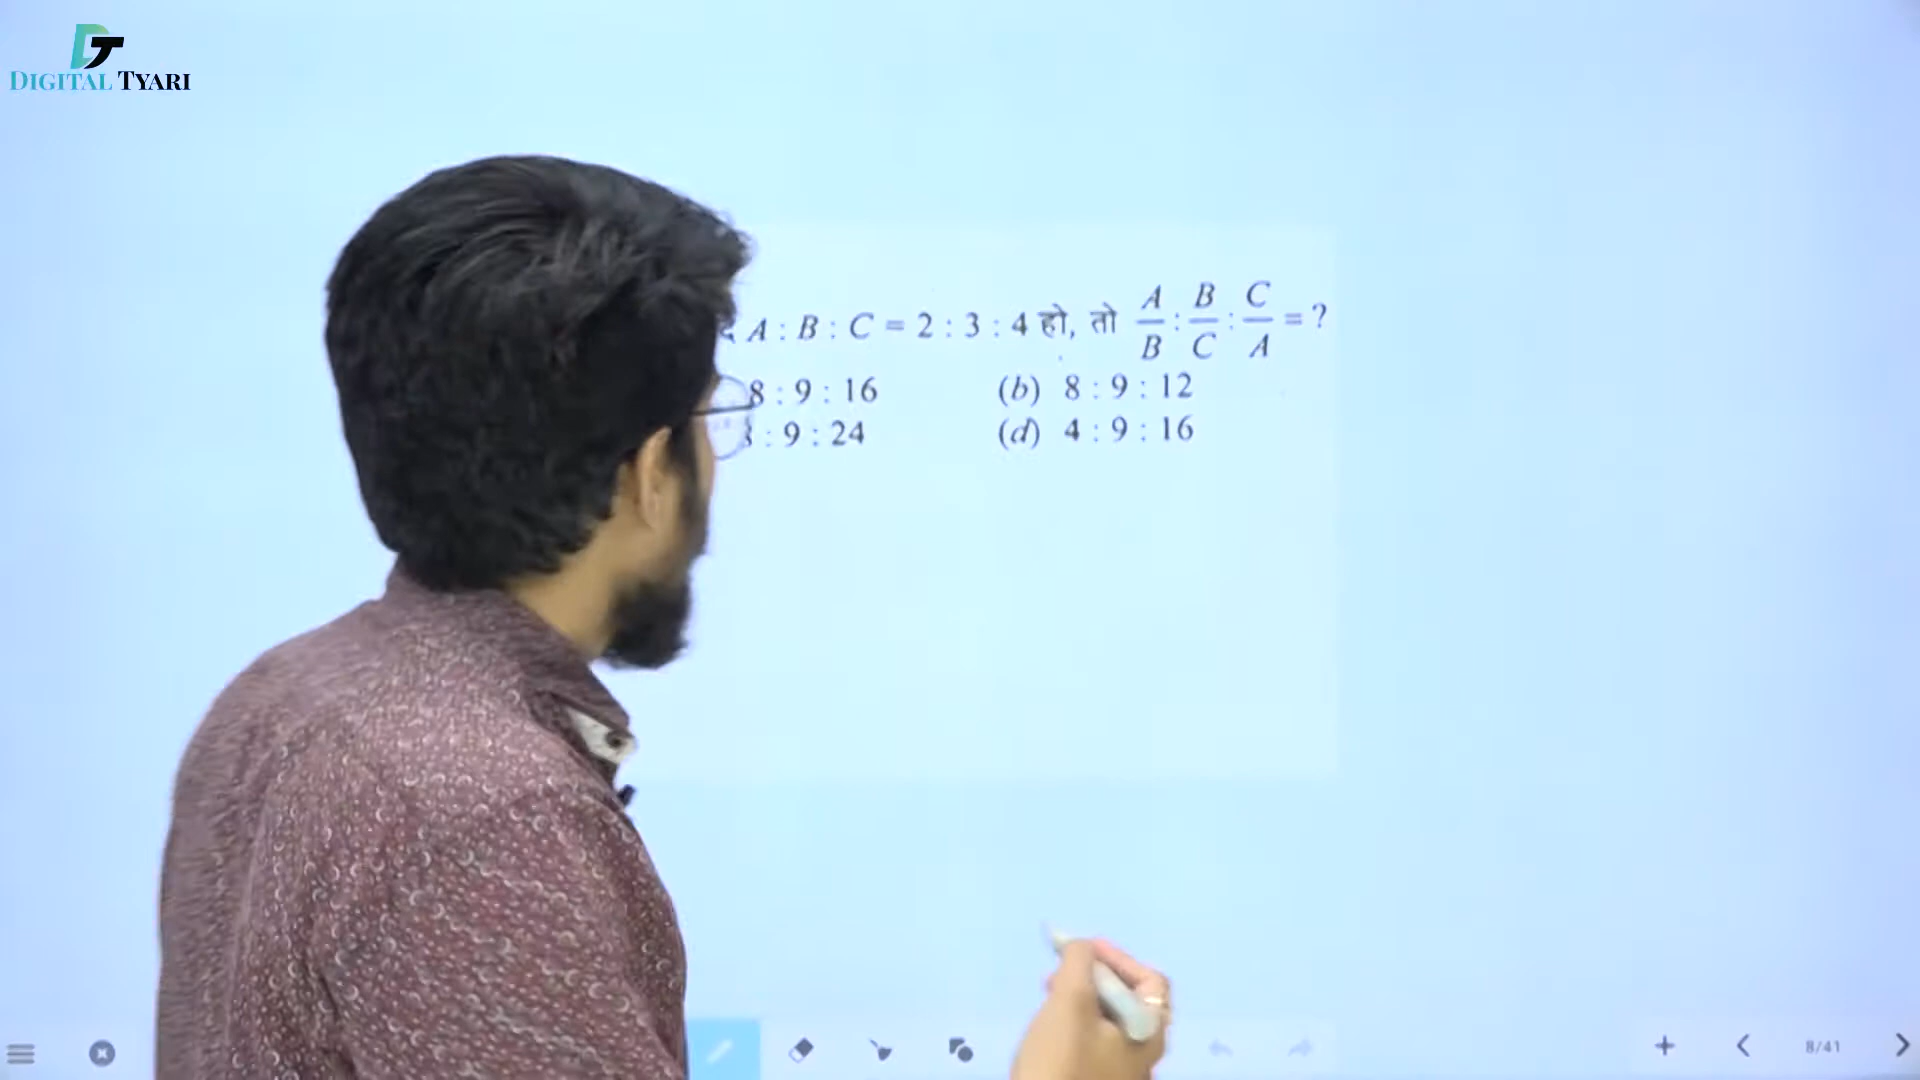 DIGITAL TYARI
A : B : C = 2 : 3 : 4 हो, तो A/B : B/C : C/A = ?
8 : 9 : 16 (b) 8 : 9 : 12
: 9 : 24 (d) 4 : 9 : 16
8/41